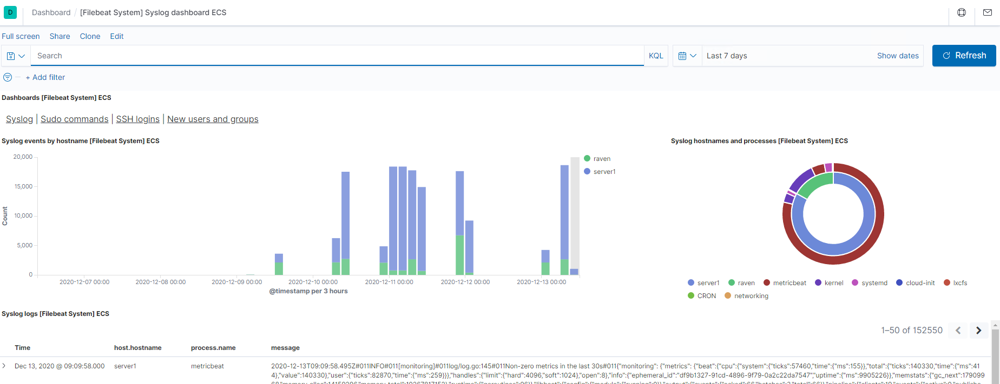 D Dashboard / [Filebeat System] Syslog dashboard ECS
Full screen Share Clone Edit
Search KQL Last 7 days Show dates Refresh
+ Add filter
Dashboards [Filebeat System] ECS
Syslog | Sudo commands | SSH logins | New users and groups
Syslog events by hostname [Filebeat System] ECS
20,000
15,000
10,000
5,000
0
Count
2020-12-07 00:00 2020-12-08 00:00 2020-12-09 00:00 2020-12-10 00:00 2020-12-11 00:00 2020-12-12 00:00 2020-12-13 00:00
@timestamp per 3 hours
raven
server1
Syslog hostnames and processes [Filebeat System] ECS
server1 raven metricbeat kernel systemd cloud-init lxcfs
CRON networking
Syslog logs [Filebeat System] ECS
1–50 of 152550
Time host.hostname process.name message
Dec 13, 2020 @ 09:09:58.000 server1 metricbeat 2020-12-13T09:09:58.495Z#011INFO#011[monitoring]#011log/log.go:145#011Non-zero metrics in the last 30s#011{"monitoring": {"metrics": {"beat":{"cpu":{"system":{"ticks":57460,"time":{"ms":155}},"total":{"ticks":140330,"time":{"ms":41
4},"value":140330},"user":{"ticks":82870,"time":{"ms":259}}},"handles":{"limit":{"hard":4096,"soft":1024},"open":8},"info":{"ephemeral_id":"df9b1327-91cd-4896-9f79-0a2c22da7547","uptime":{"ms":9905226}},"memstats":{"gc_next":179099